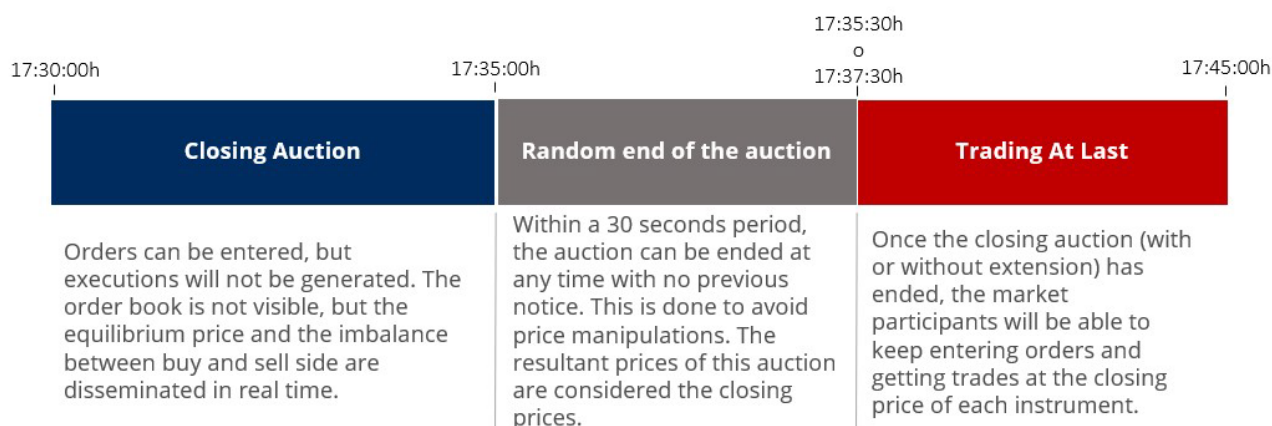 17:30:00h
17:35:00h
17:35:30h
o
17:37:30h
17:45:00h
Closing Auction
Random end of the auction
Trading At Last
Orders can be entered, but
executions will not be generated. The
order book is not visible, but the
equilibrium price and the imbalance
between buy and sell side are
disseminated in real time.
Within a 30 seconds period,
the auction can be ended at
any time with no previous
notice. This is done to avoid
price manipulations. The
resultant prices of this auction
are considered the closing
prices.
Once the closing auction (with
or without extension) has
ended, the market
participants will be able to
keep entering orders and
getting trades at the closing
price of each instrument.